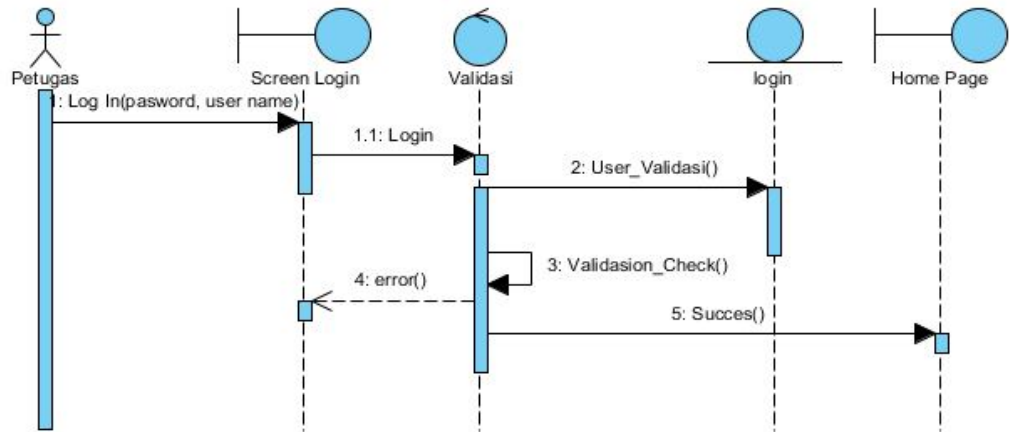 Petugas
Screen Login
Validasi
login
Home Page
1: Log In(pasword, user name)
1.1: Login
2: User_Validasi()
3: Validasion_Check()
4: error()
5: Succes()